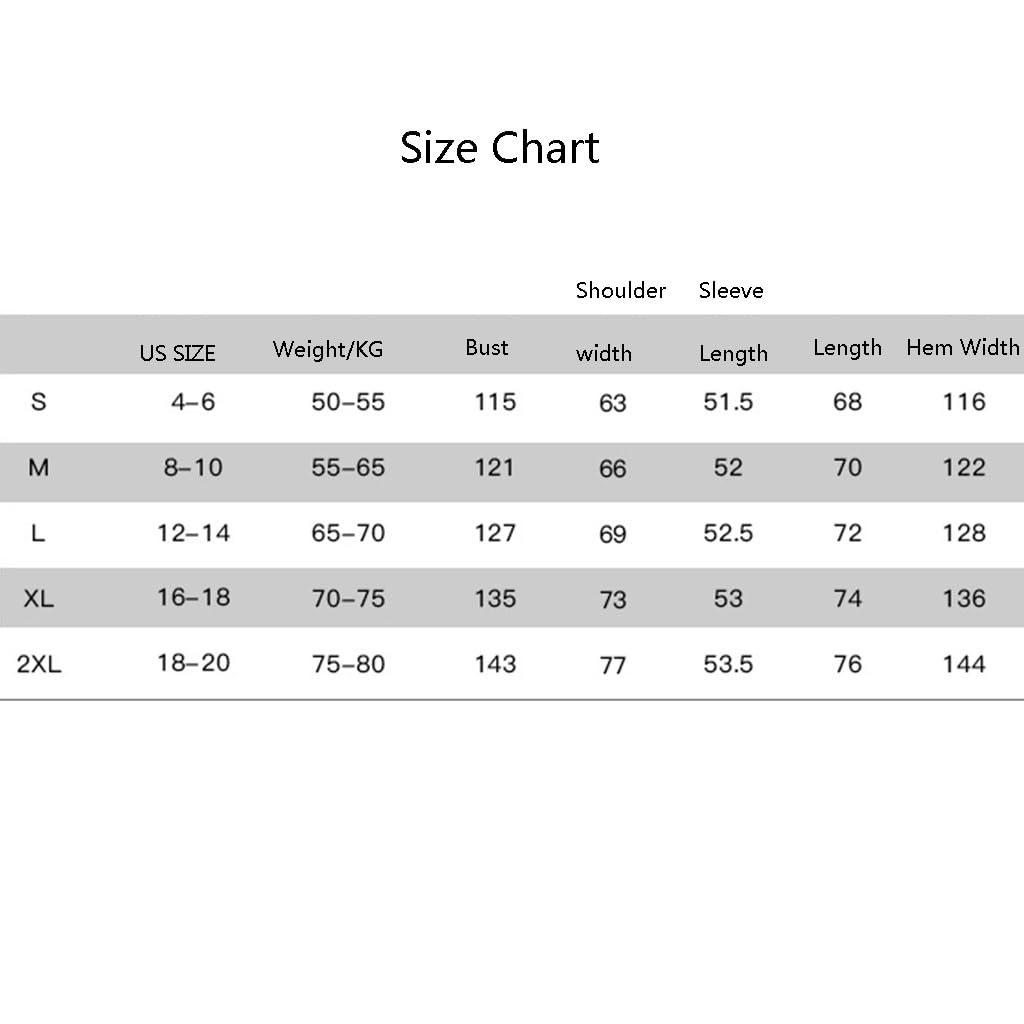 Size Chart
Shoulder Sleeve
US SIZE Weight/KG Bust width Length Length Hem Width
S 4–6 50–55 115 63 51.5 68 116
M 8–10 55–65 121 66 52 70 122
L 12–14 65–70 127 69 52.5 72 128
XL 16–18 70–75 135 73 53 74 136
2XL 18–20 75–80 143 77 53.5 76 144